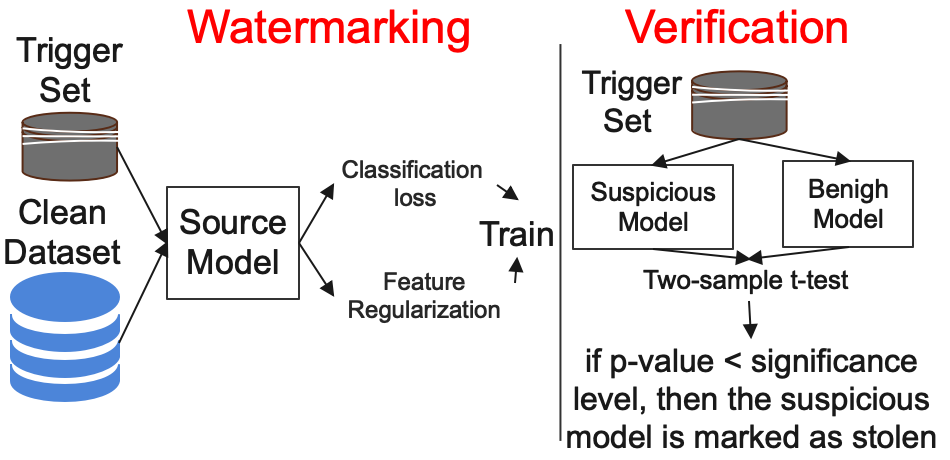 Watermarking
Trigger
Set
Clean
Dataset
Source
Model
Classification
loss
Feature
Regularization
Train
Verification
Trigger
Set
Suspicious
Model
Benigh
Model
Two-sample t-test
if p-value < significance
level, then the suspicious
model is marked as stolen